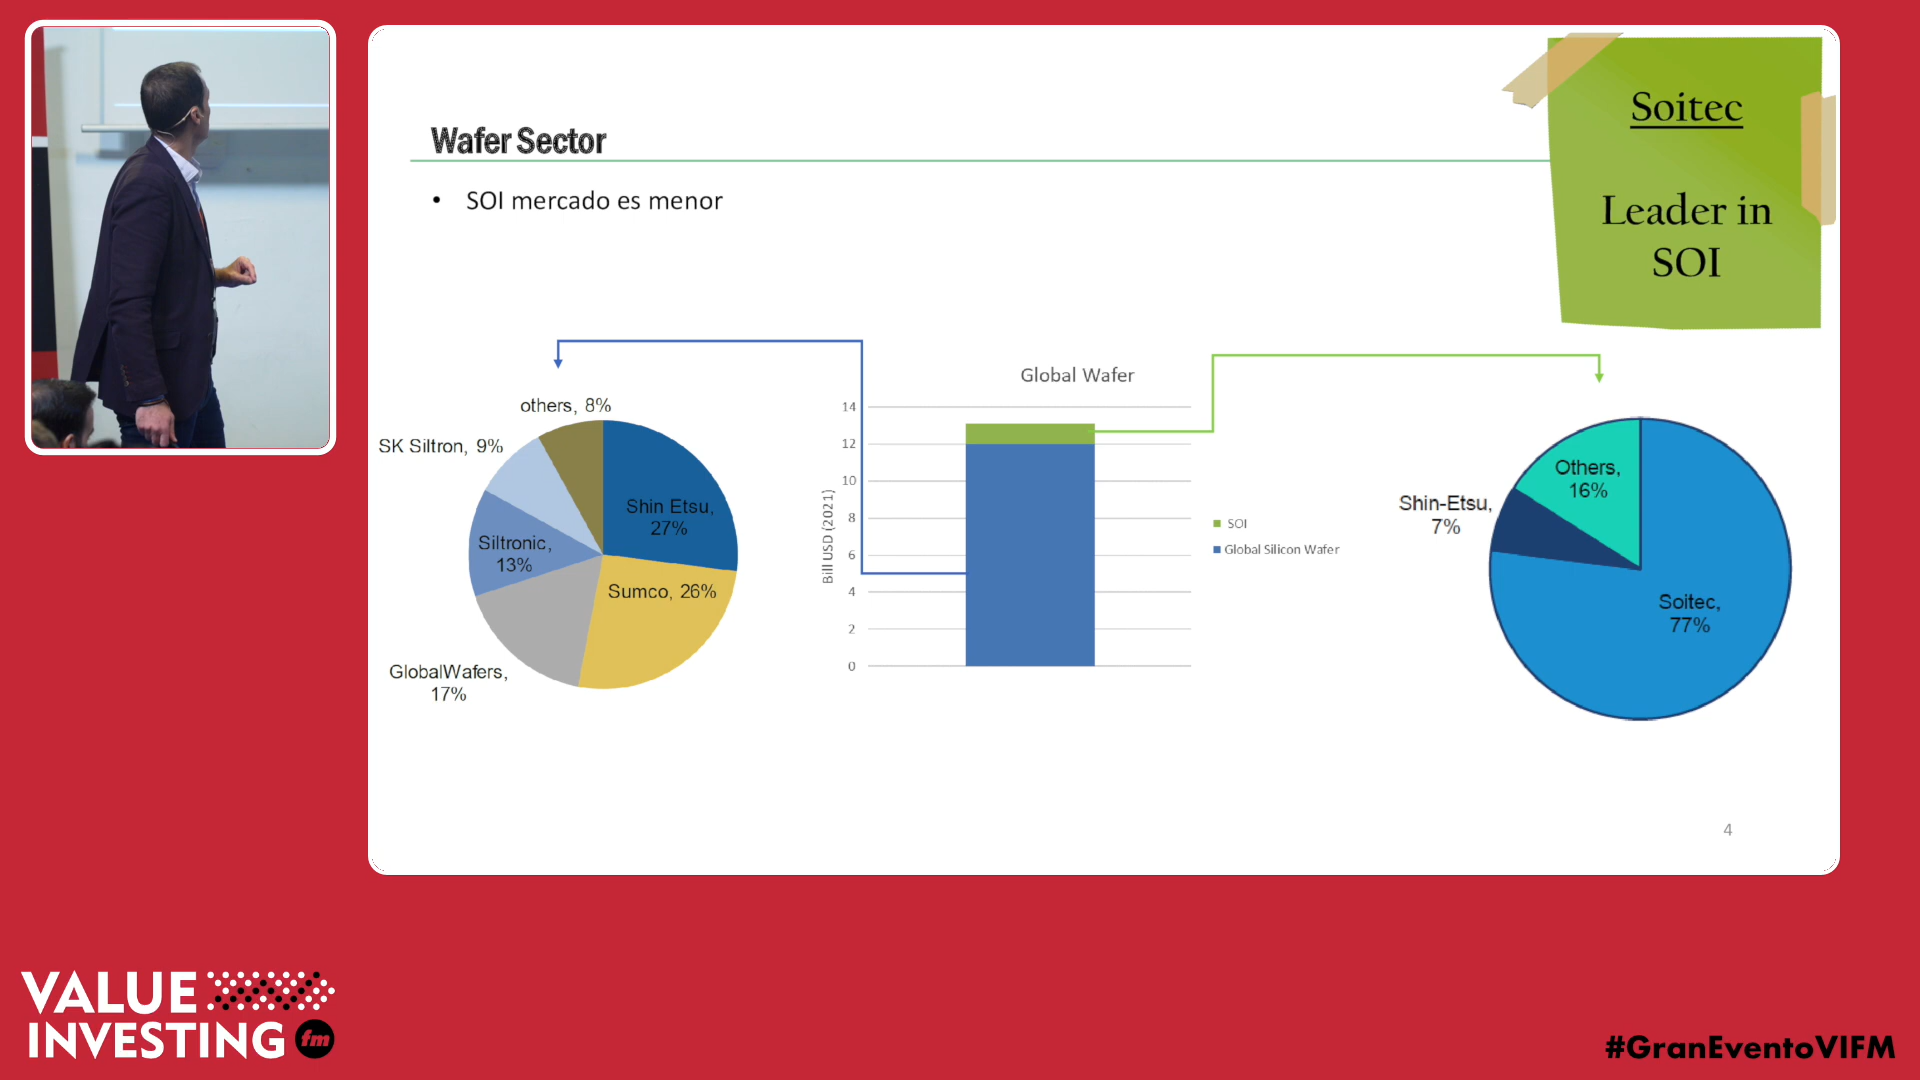 Wafer Sector
• SOI mercado es menor
Soitec
Leader in
SOI
others, 8%
SK Siltron, 9%
Shin Etsu,
27%
Siltronic,
13%
Sumco, 26%
GlobalWafers,
17%
Global Wafer
Bill USD (2021)
14
12
10
8
6
4
2
0
SOI
Global Silicon Wafer
Others,
16%
Shin-Etsu,
7%
Soitec,
77%
4
VALUE
INVESTING fm
#GranEventoVIFM